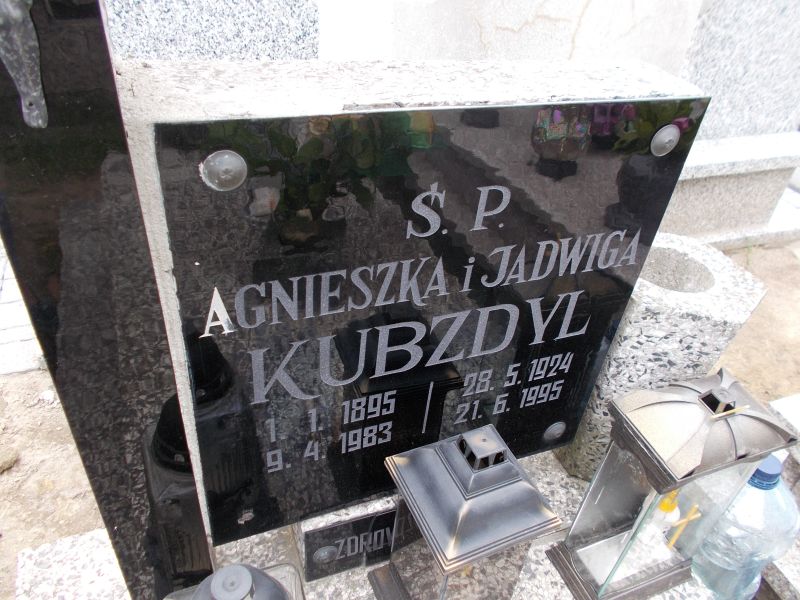 Ś. P.
AGNIESZKA i JADWIGA
KUBZDYL
1. 1. 1895 | 28. 5. 1924
9. 4. 1983 | 21. 6. 1995